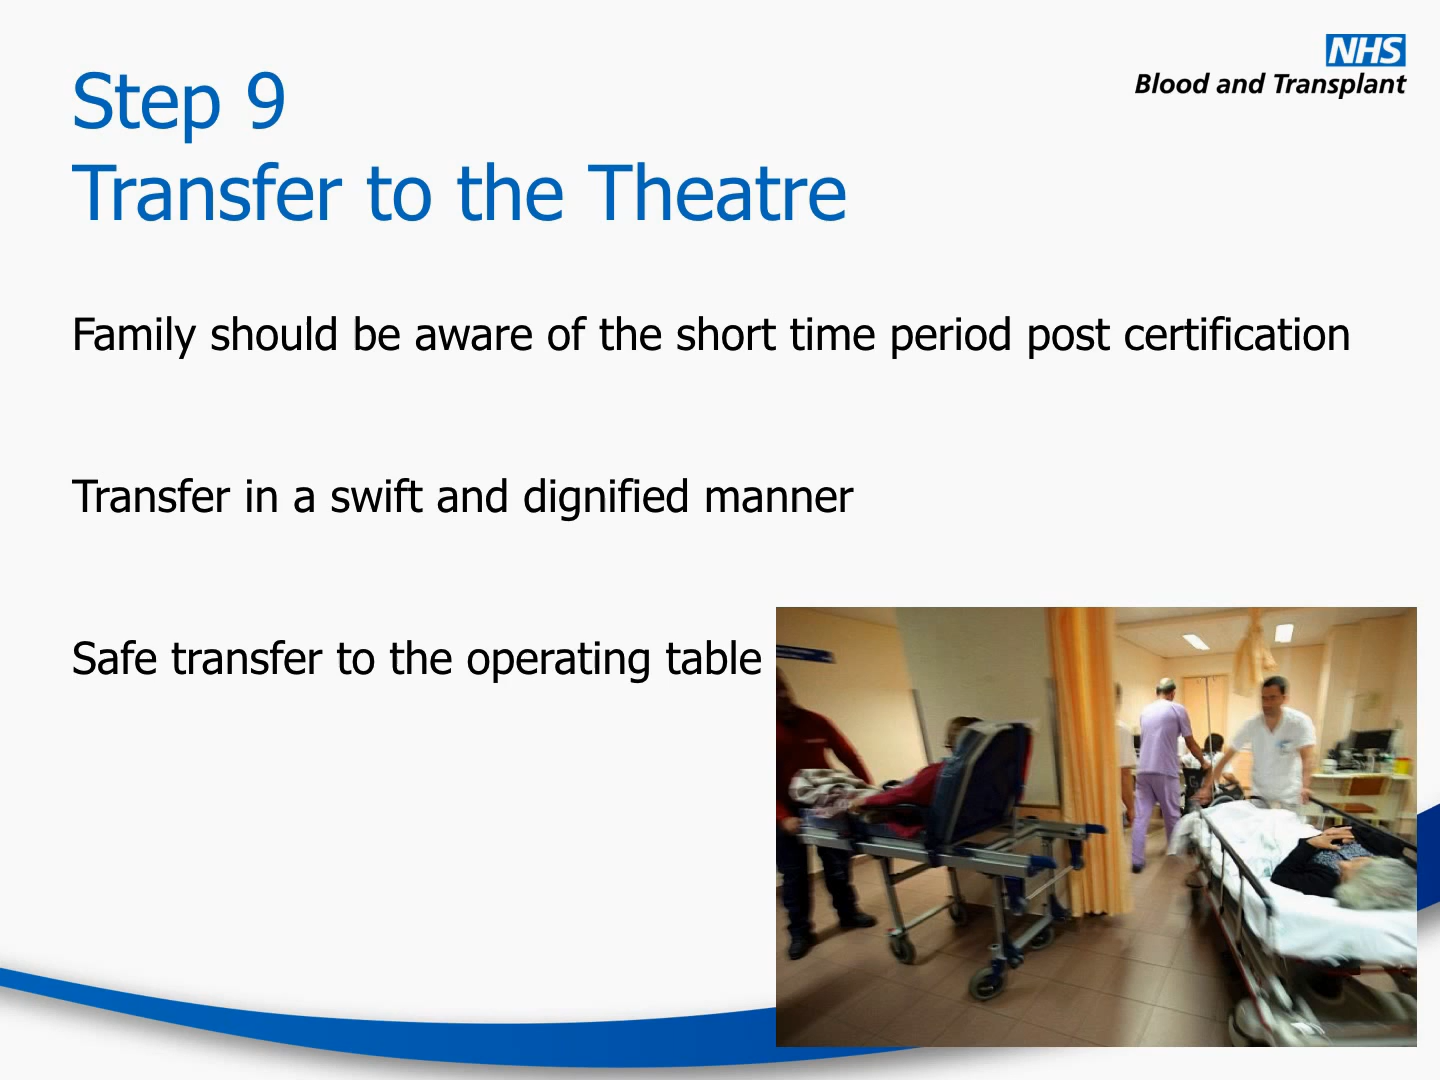 NHS
Blood and Transplant
Step 9
Transfer to the Theatre
Family should be aware of the short time period post certification
Transfer in a swift and dignified manner
Safe transfer to the operating table